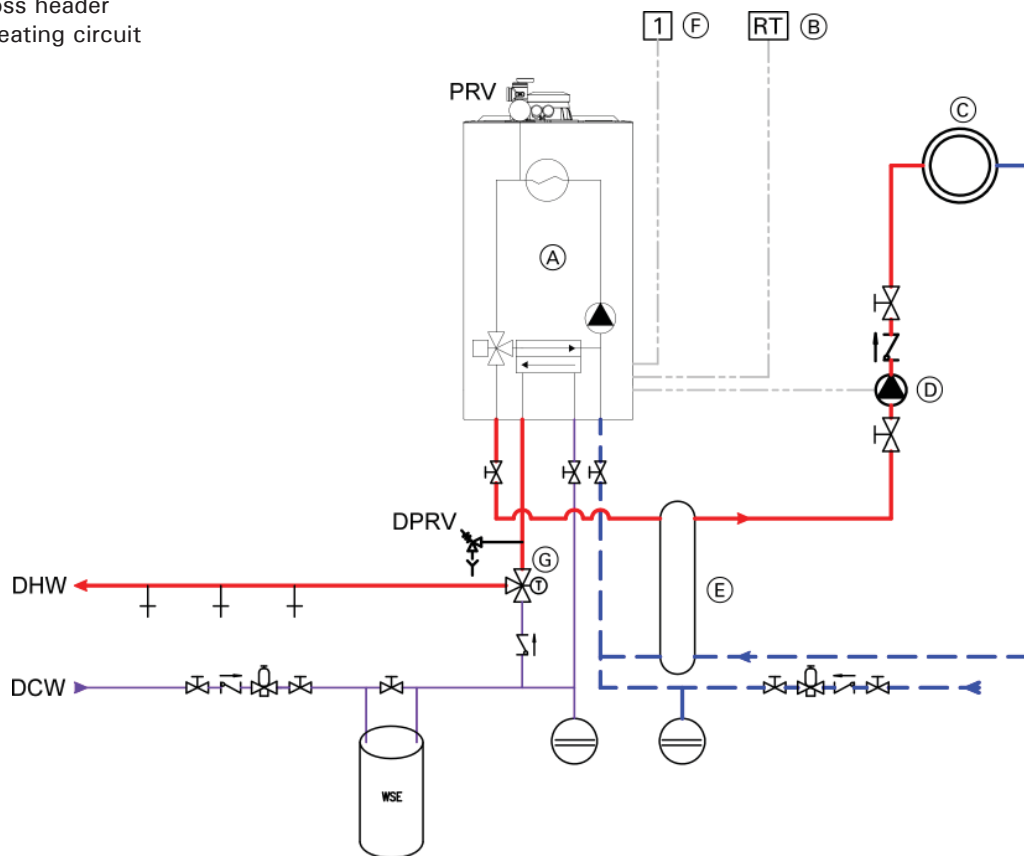 oss header
eating circuit
1 F
RT B
PRV
C
A
D
DPRV
G
T
DHW
E
DCW
WSE